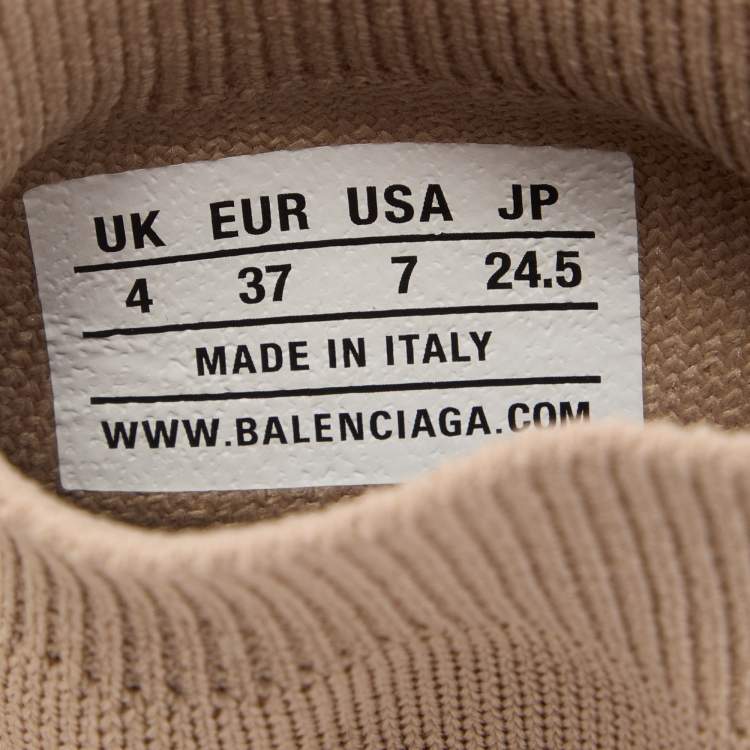 UK EUR USA JP
4 37 7 24.5
MADE IN ITALY
WWW.BALENCIAGA.COM